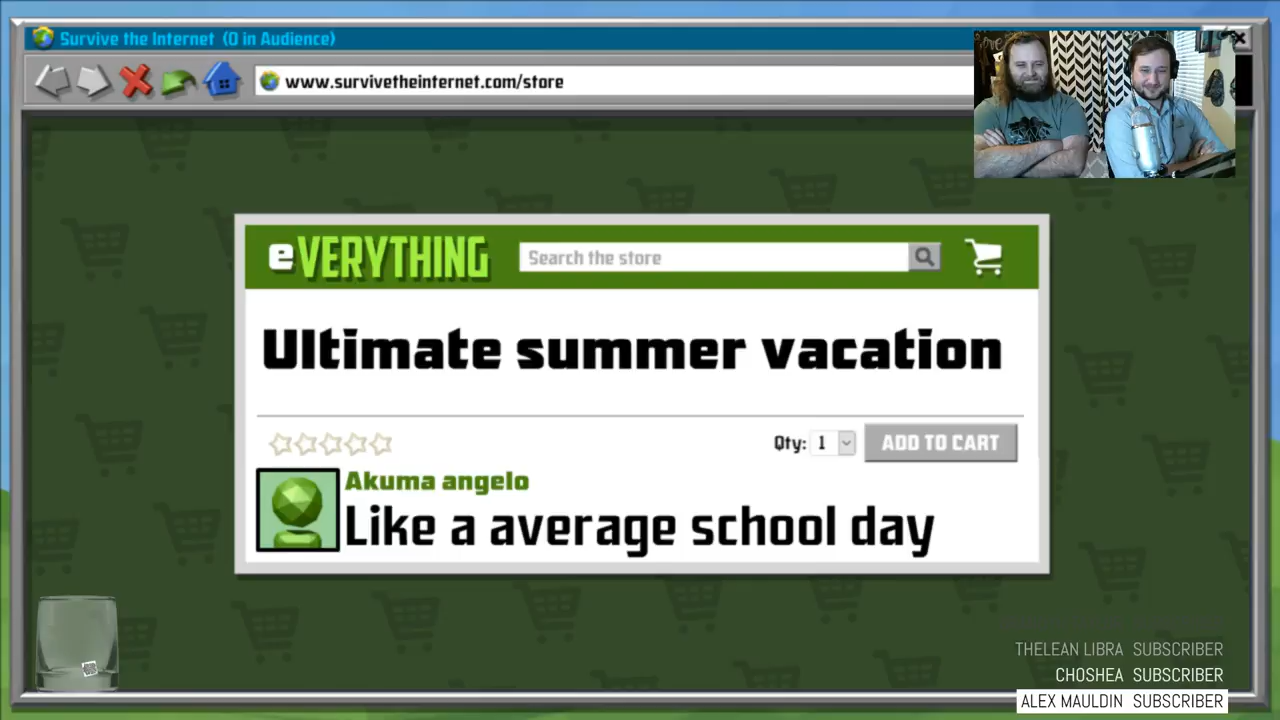 Survive the Internet (0 in Audience)
www.survivetheinternet.com/store
eVERYTHING
Search the store
Ultimate summer vacation
Qty: 1
ADD TO CART
Akuma angelo
Like a average school day
THELEAN LIBRA SUBSCRIBER
CHOSHEA SUBSCRIBER
ALEX MAULDIN SUBSCRIBER